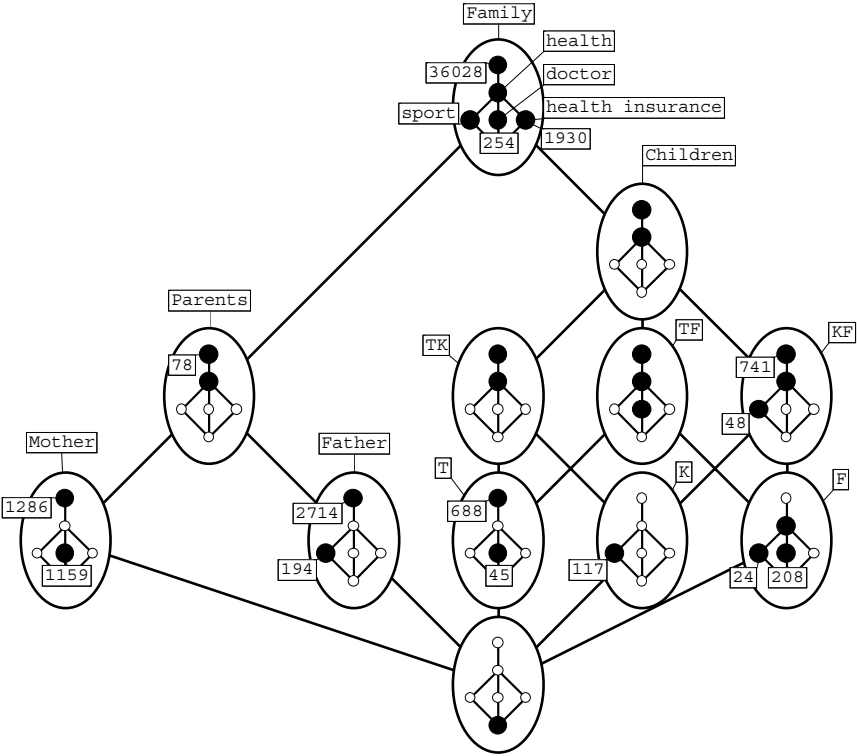 Family
health
36028
doctor
sport
health insurance
254
1930
Children
Parents
78
TK
TF
KF
741
48
Mother
Father
T
K
F
1286
2714
688
1159
194
45
117
24
208